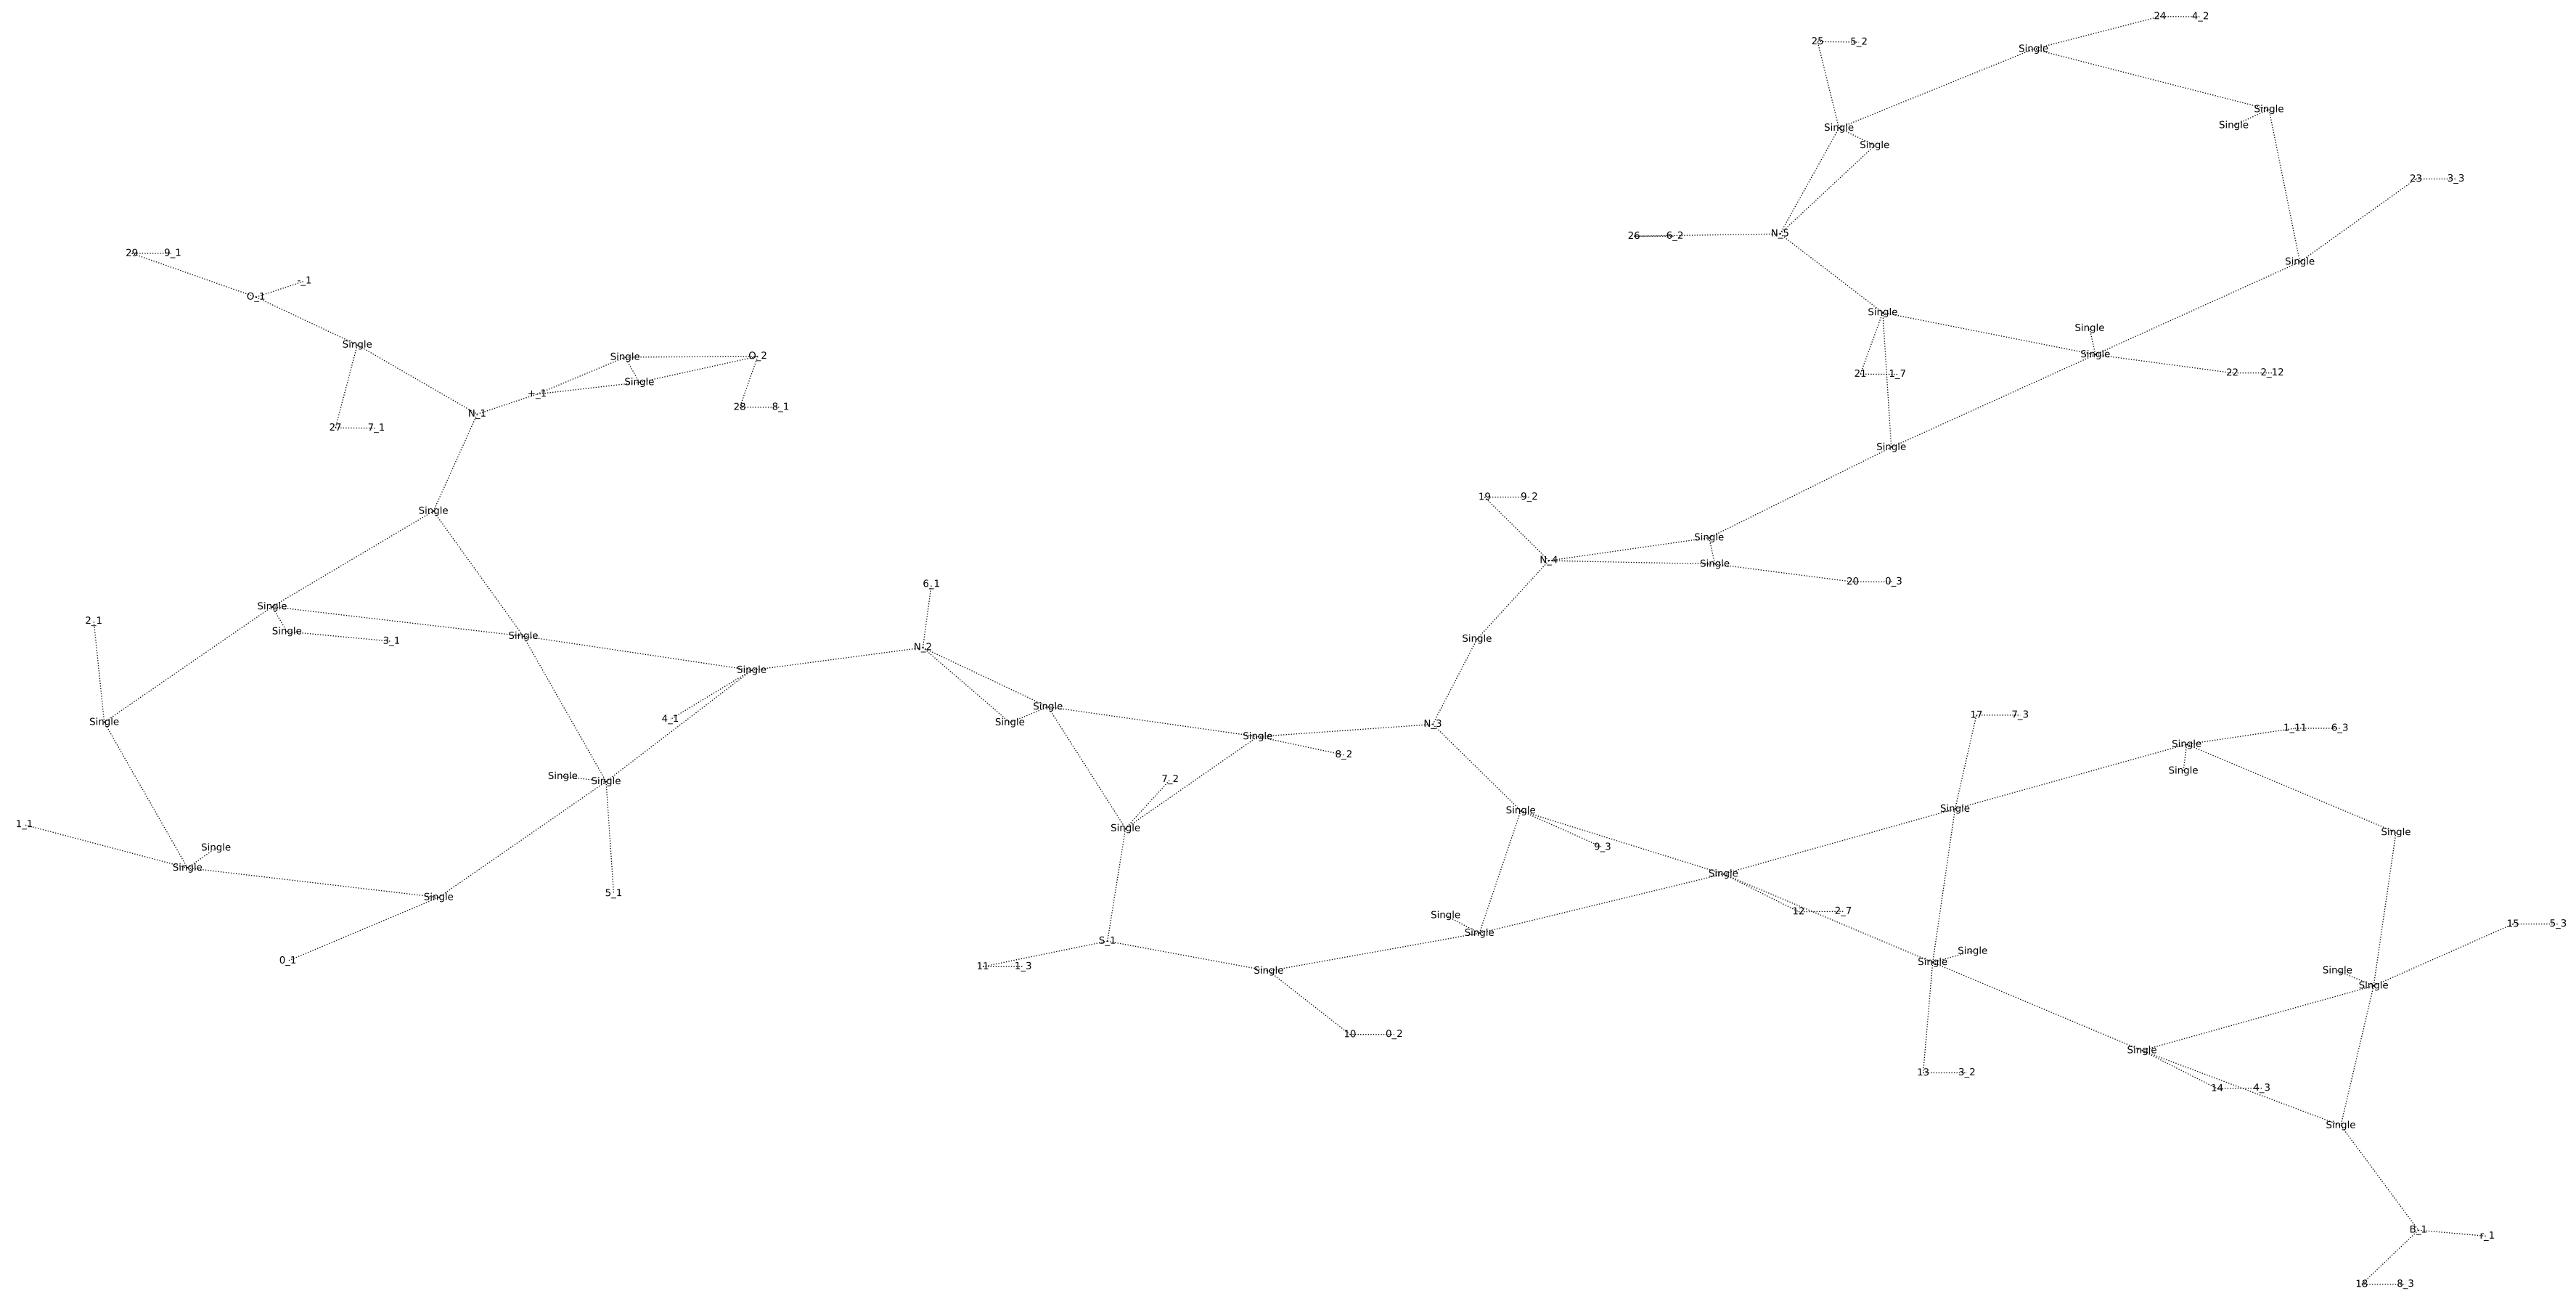 24 4_2
25 5_2
Single
Single
Single
Single
Single
23 3_3
26 6_2 N_5
29 9_1
Single
-_1
O_1
Single
Single
Single
Single O_2
Single
21 1_7
22 2_12
Single
+_1
28 8_1
N_1
27 7_1
Single
19 9_2
Single
Single
N_4
Single
20 0_3
6_1
Single
2_1
Single
3_1
Single
Single
N_2
Single
4_1
Single
Single
Single
N_3
17 7_3
1_11 6_3
Single
Single
8_2
Single
Single
Single
7_2
5_1
1_1
Single
Single
Single
Single
Single
Single
9_3
Single
Single
0_1
12 2_7
Single
Single
15 5_3
S_1
Single
Single
11 1_3
Single
Single
Single
10 0_2
Single
13 3_2
14 4_3
Single
B_1 r_1
18 8_3